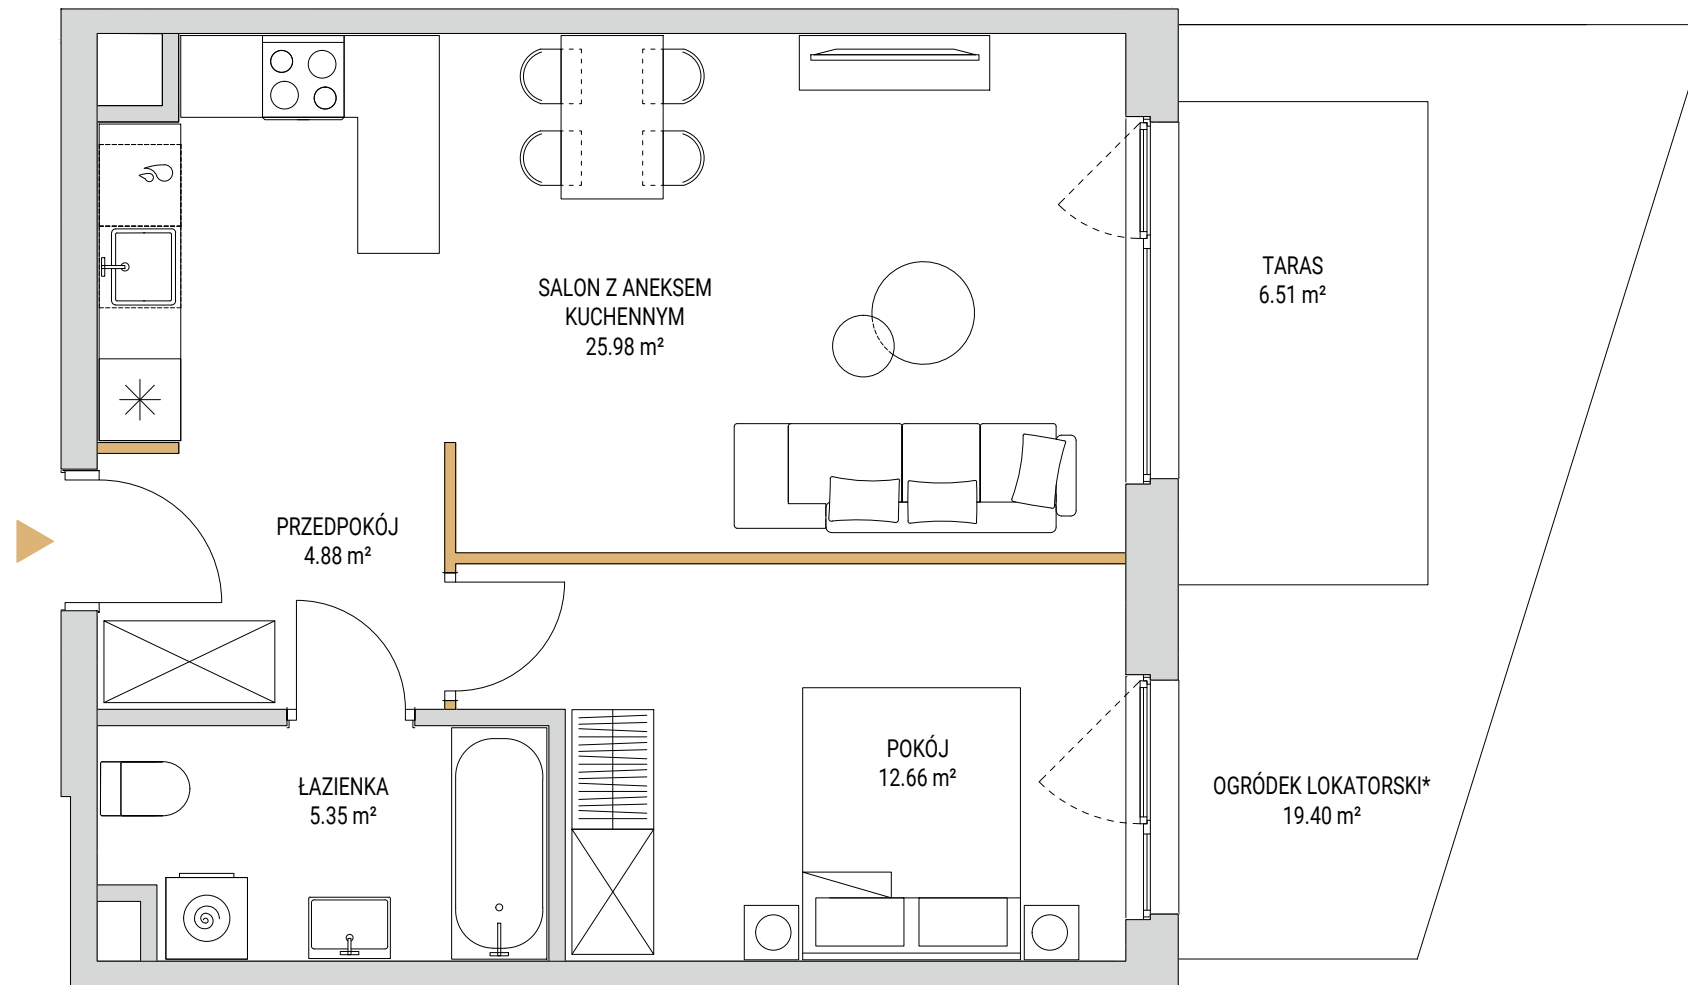 SALON Z ANEKSEM
KUCHENNYM
25.98 m²
TARAS
6.51 m²
PRZEDPOKÓJ
4.88 m²
POKÓJ
12.66 m²
ŁAZIENKA
5.35 m²
OGRÓDEK LOKATORSKI*
19.40 m²